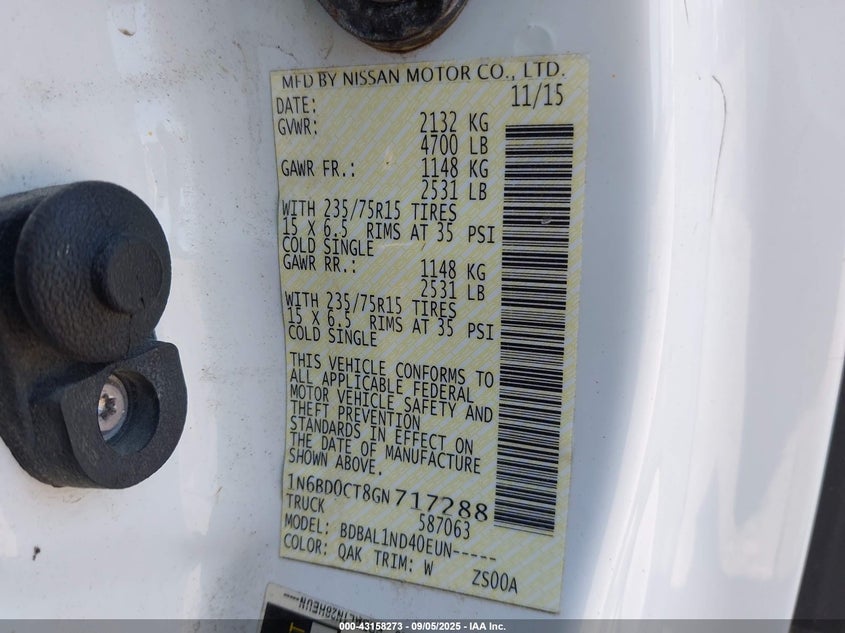 MFD BY NISSAN MOTOR CO., LTD.
DATE: 11/15
GVWR: 2132 KG
4700 LB
GAWR FR.: 1148 KG
2531 LB
WITH 235/75R15 TIRES
15 X 6.5 RIMS AT 35 PSI
COLD SINGLE
GAWR RR.: 1148 KG
2531 LB
WITH 235/75R15 TIRES
15 X 6.5 RIMS AT 35 PSI
COLD SINGLE
THIS VEHICLE CONFORMS TO
ALL APPLICABLE FEDERAL
MOTOR VEHICLE SAFETY AND
THEFT PREVENTION
STANDARDS IN EFFECT ON
THE DATE OF MANUFACTURE
SHOWN ABOVE.
1N6BD0CT8GN717288
TRUCK 587063
MODEL: BDBAL1ND40EUN-----
COLOR: QAK TRIM: W ZS00A
000-43158273 - 09/05/2025 - IAA Inc.